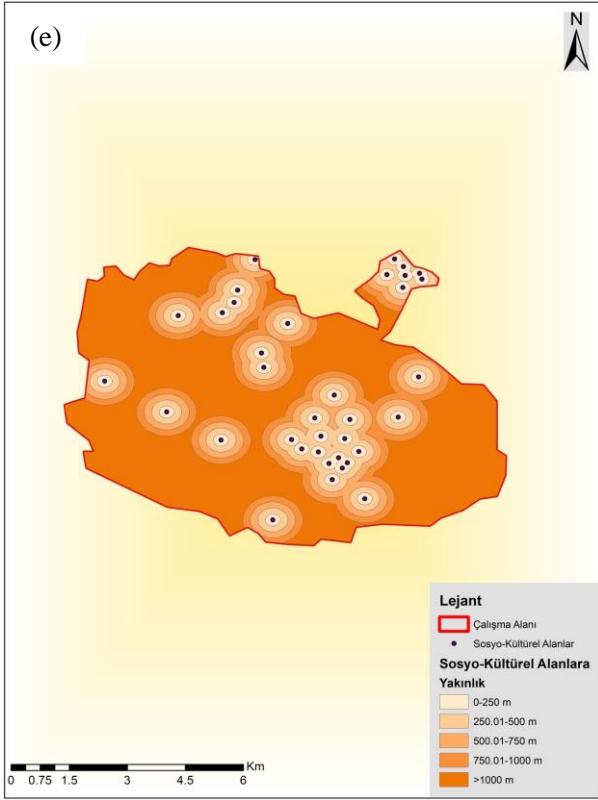 (e)
N
Lejant
Çalışma Alanı
Sosyo-Kültürel Alanlar
Sosyo-Kültürel Alanlara
Yakınlık
0-250 m
250.01-500 m
500.01-750 m
750.01-1000 m
>1000 m
Km
0 0.75 1.5 3 4.5 6